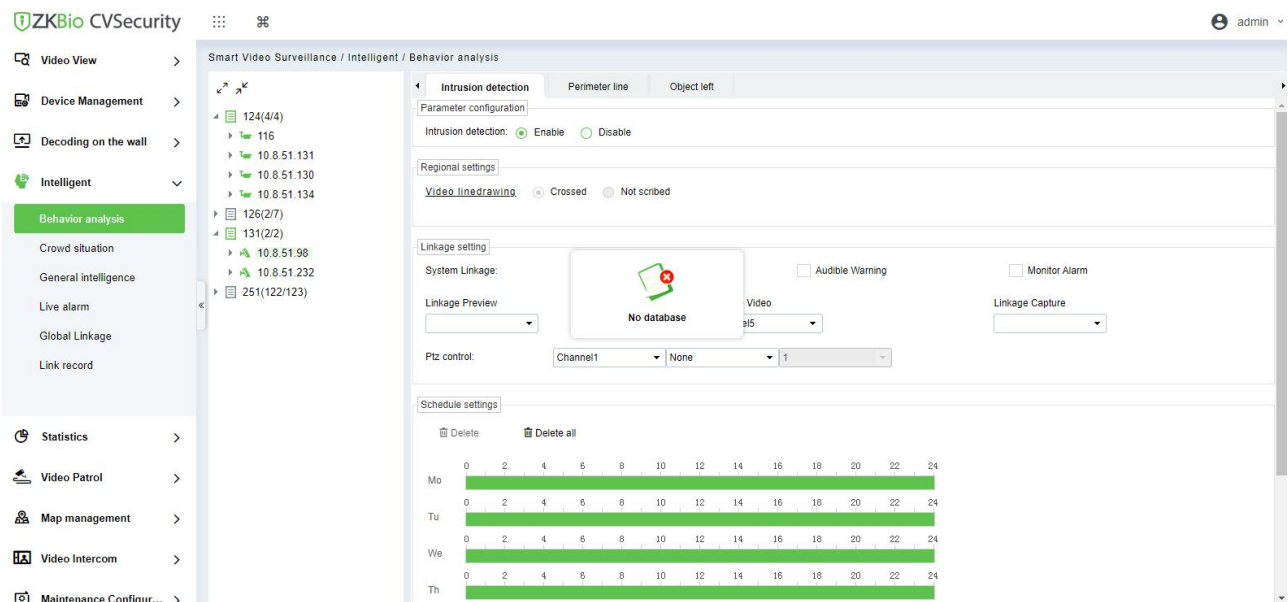 ZKBio CVSecurity
admin
Video View
Device Management
Decoding on the wall
Intelligent
Behavior analysis
Crowd situation
General intelligence
Live alarm
Global Linkage
Link record
Statistics
Video Patrol
Map management
Video Intercom
Maintenance Configur...
Smart Video Surveillance / Intelligent / Behavior analysis
124(4/4)
116
10.8.51.131
10.8.51.130
10.8.51.134
126(2/7)
131(2/2)
10.8.51.98
10.8.51.232
251(122/123)
Intrusion detection Perimeter line Object left
Parameter configuration
Intrusion detection: Enable Disable
Regional settings
Video linedrawing Crossed Not scribed
Linkage setting
System Linkage: Audible Warning Monitor Alarm
Linkage Preview Video Linkage Capture
No database
el5
Ptz control: Channel1 None 1
Schedule settings
Delete Delete all
0 2 4 6 8 10 12 14 16 18 20 22 24
Mo
0 2 4 6 8 10 12 14 16 18 20 22 24
Tu
0 2 4 6 8 10 12 14 16 18 20 22 24
We
0 2 4 6 8 10 12 14 16 18 20 22 24
Th